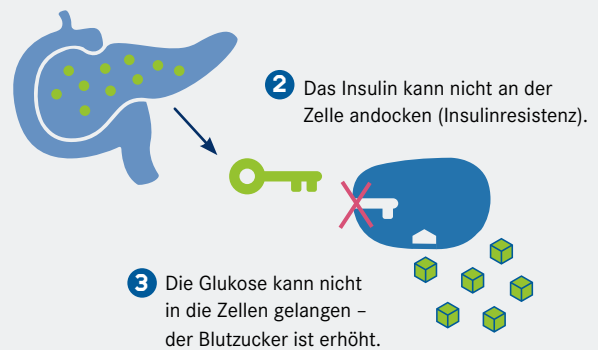 2 Das Insulin kann nicht an der
Zelle andocken (Insulinresistenz).
3 Die Glukose kann nicht
in die Zellen gelangen –
der Blutzucker ist erhöht.